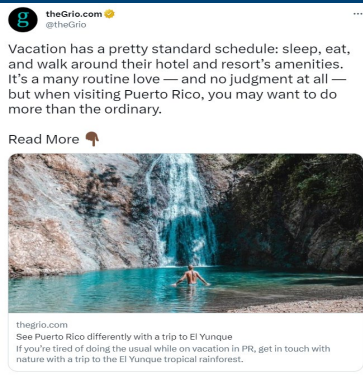 theGrio.com
@theGrio
Vacation has a pretty standard schedule: sleep, eat,
and walk around their hotel and resort's amenities.
It's a many routine love — and no judgment at all —
but when visiting Puerto Rico, you may want to do
more than the ordinary.
Read More
thegrio.com
See Puerto Rico differently with a trip to El Yunque
If you're tired of doing the usual while on vacation in PR, get in touch with
nature with a trip to the El Yunque tropical rainforest.